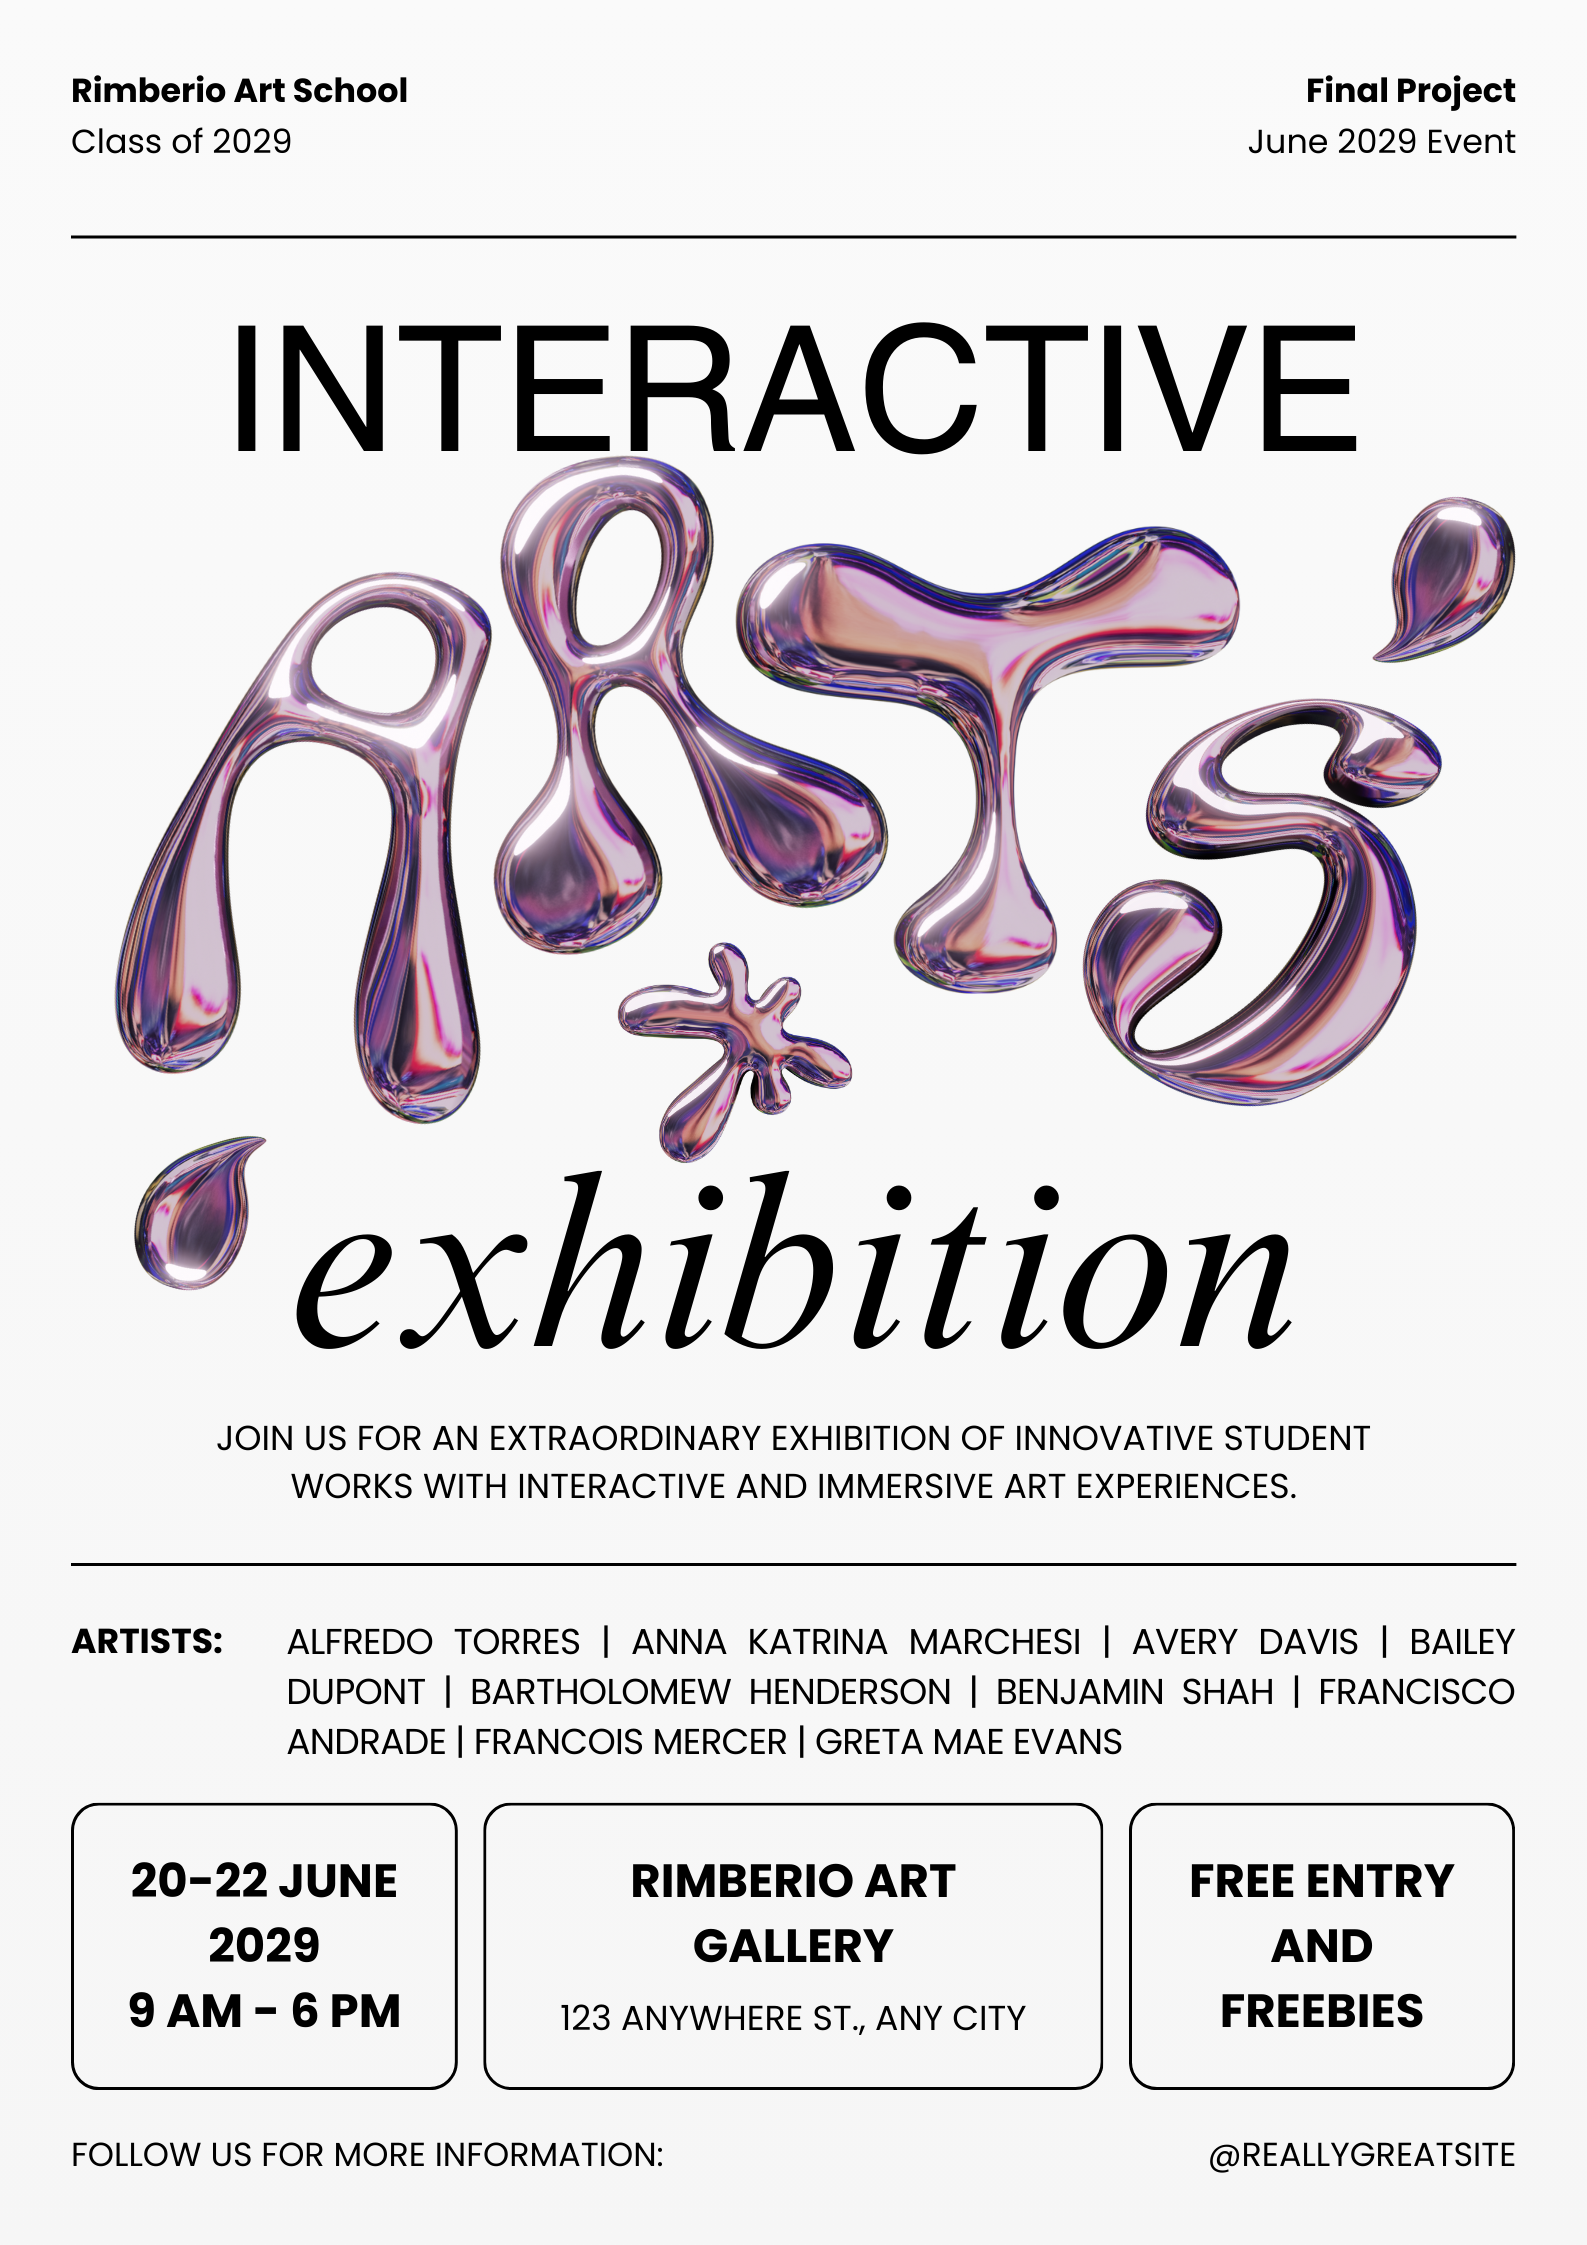 Rimberio Art School
Class of 2029
Final Project
June 2029 Event
INTERACTIVE
ARTS
exhibition
JOIN US FOR AN EXTRAORDINARY EXHIBITION OF INNOVATIVE STUDENT
WORKS WITH INTERACTIVE AND IMMERSIVE ART EXPERIENCES.
ARTISTS:
ALFREDO TORRES | ANNA KATRINA MARCHESI | AVERY DAVIS | BAILEY
DUPONT | BARTHOLOMEW HENDERSON | BENJAMIN SHAH | FRANCISCO
ANDRADE | FRANCOIS MERCER | GRETA MAE EVANS
20-22 JUNE
2029
9 AM - 6 PM
RIMBERIO ART
GALLERY
123 ANYWHERE ST., ANY CITY
FREE ENTRY
AND
FREEBIES
FOLLOW US FOR MORE INFORMATION:
@REALLYGREATSITE